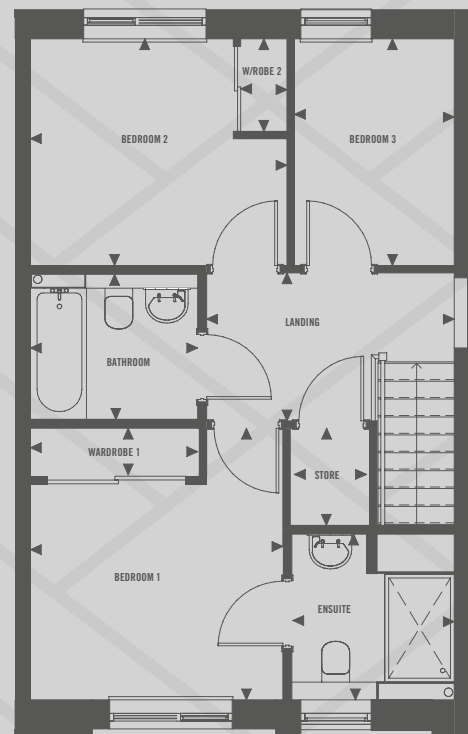 W/ROBE 2
BEDROOM 2
BEDROOM 3
LANDING
BATHROOM
WARDROBE 1
STORE
BEDROOM 1
ENSUITE